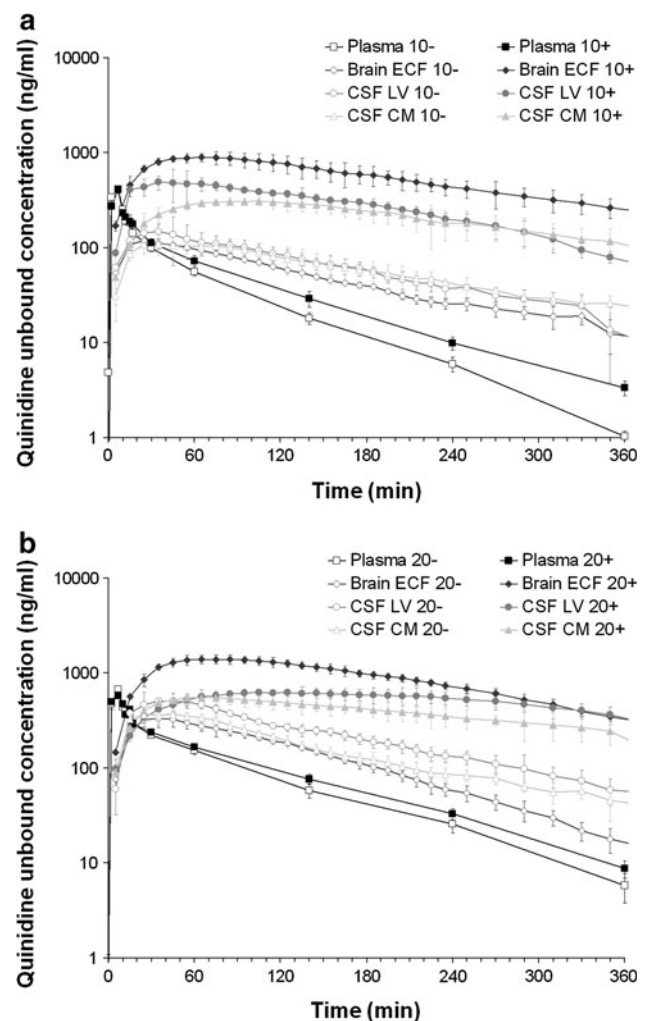 a
Quinidine unbound concentration (ng/ml)
10000
1000
100
10
1
Plasma 10- Plasma 10+
Brain ECF 10- Brain ECF 10+
CSF LV 10- CSF LV 10+
CSF CM 10- CSF CM 10+
0 60 120 180 240 300 360
Time (min)
b
Quinidine unbound concentration (ng/ml)
10000
1000
100
10
1
Plasma 20- Plasma 20+
Brain ECF 20- Brain ECF 20+
CSF LV 20- CSF LV 20+
CSF CM 20- CSF CM 20+
0 60 120 180 240 300 360
Time (min)